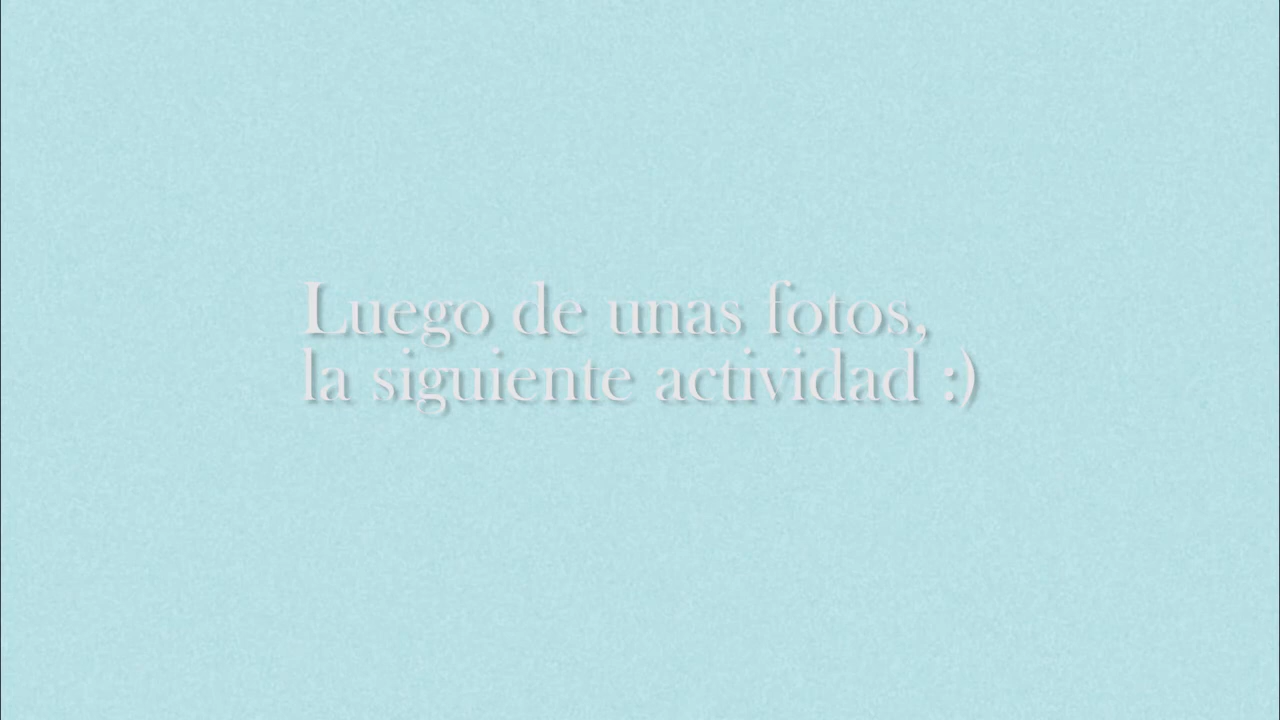 Luego de unas fotos,
la siguiente actividad :)